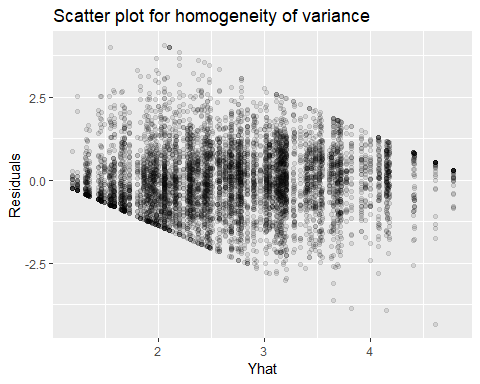 Scatter plot for homogeneity of variance
Residuals
2.5
0.0
-2.5
2
3
4
Yhat